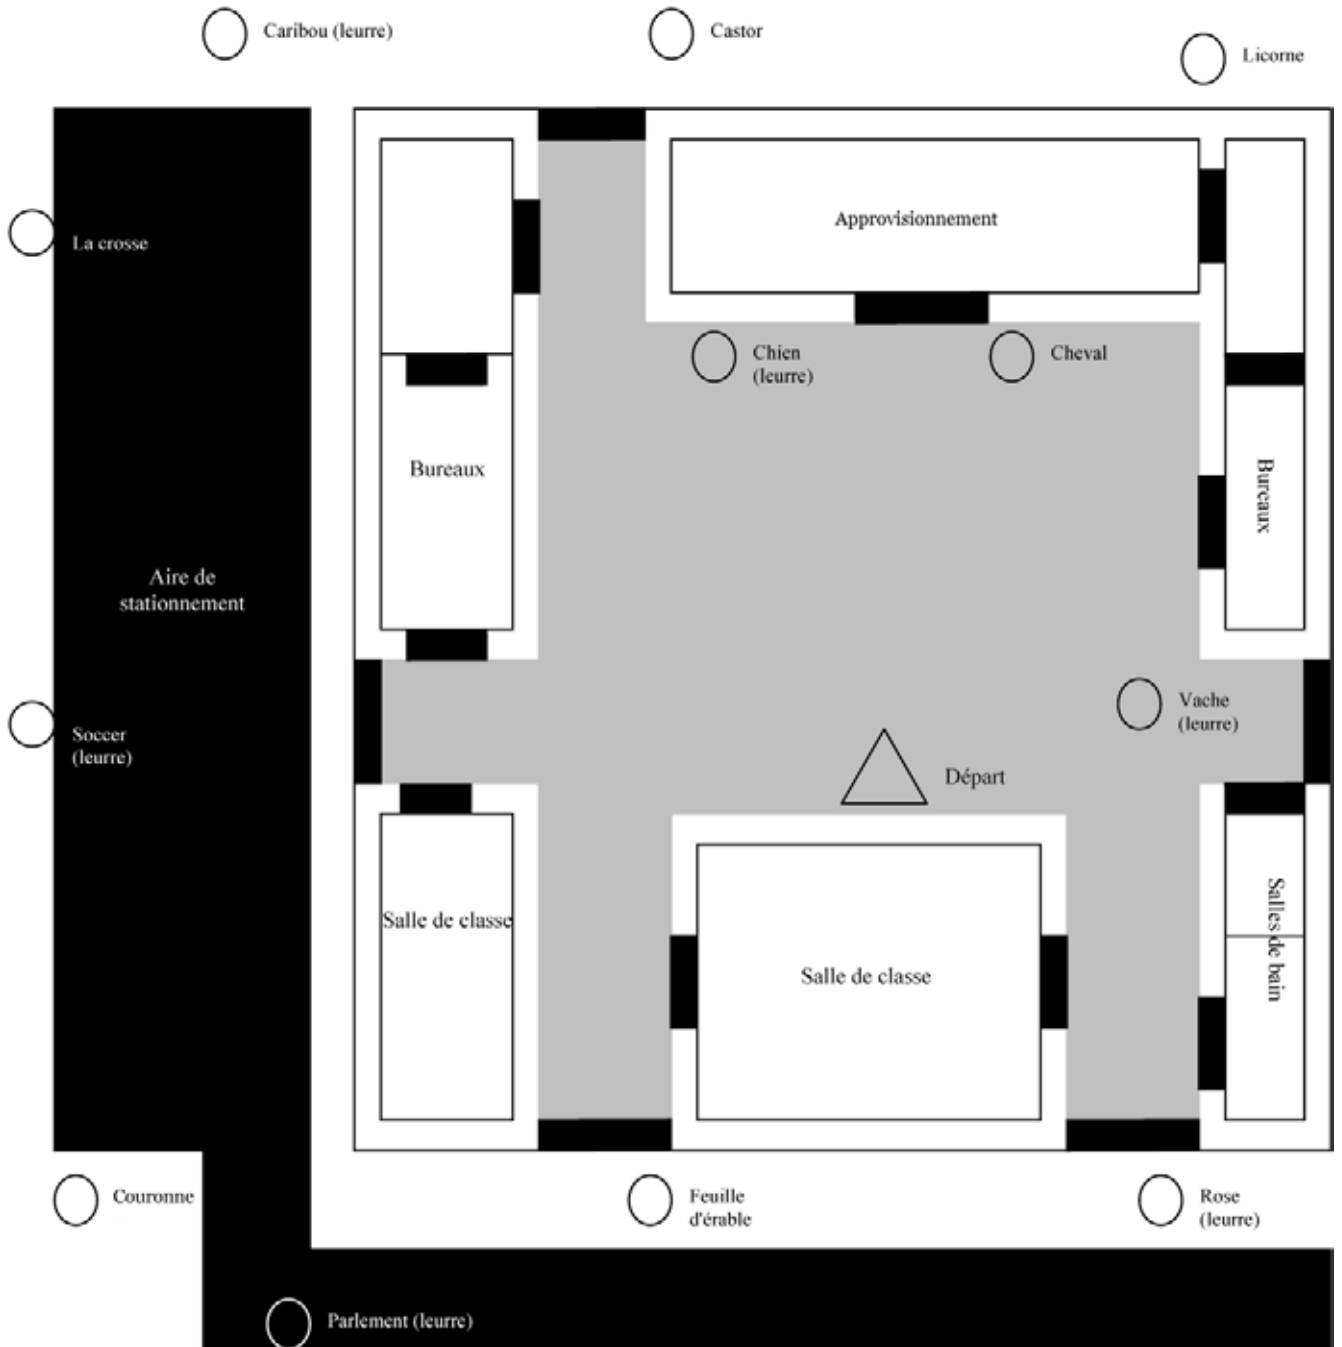 Caribou (leurre)
Castor
Licorne
La crosse
Approvisionnement
Chien
(leurre)
Cheval
Bureaux
Bureaux
Aire de
stationnement
Vache
(leurre)
Soccer
(leurre)
Départ
Salle de classe
Salle de classe
Salles de bain
Couronne
Feuille
d'érable
Rose
(leurre)
Parlement (leurre)